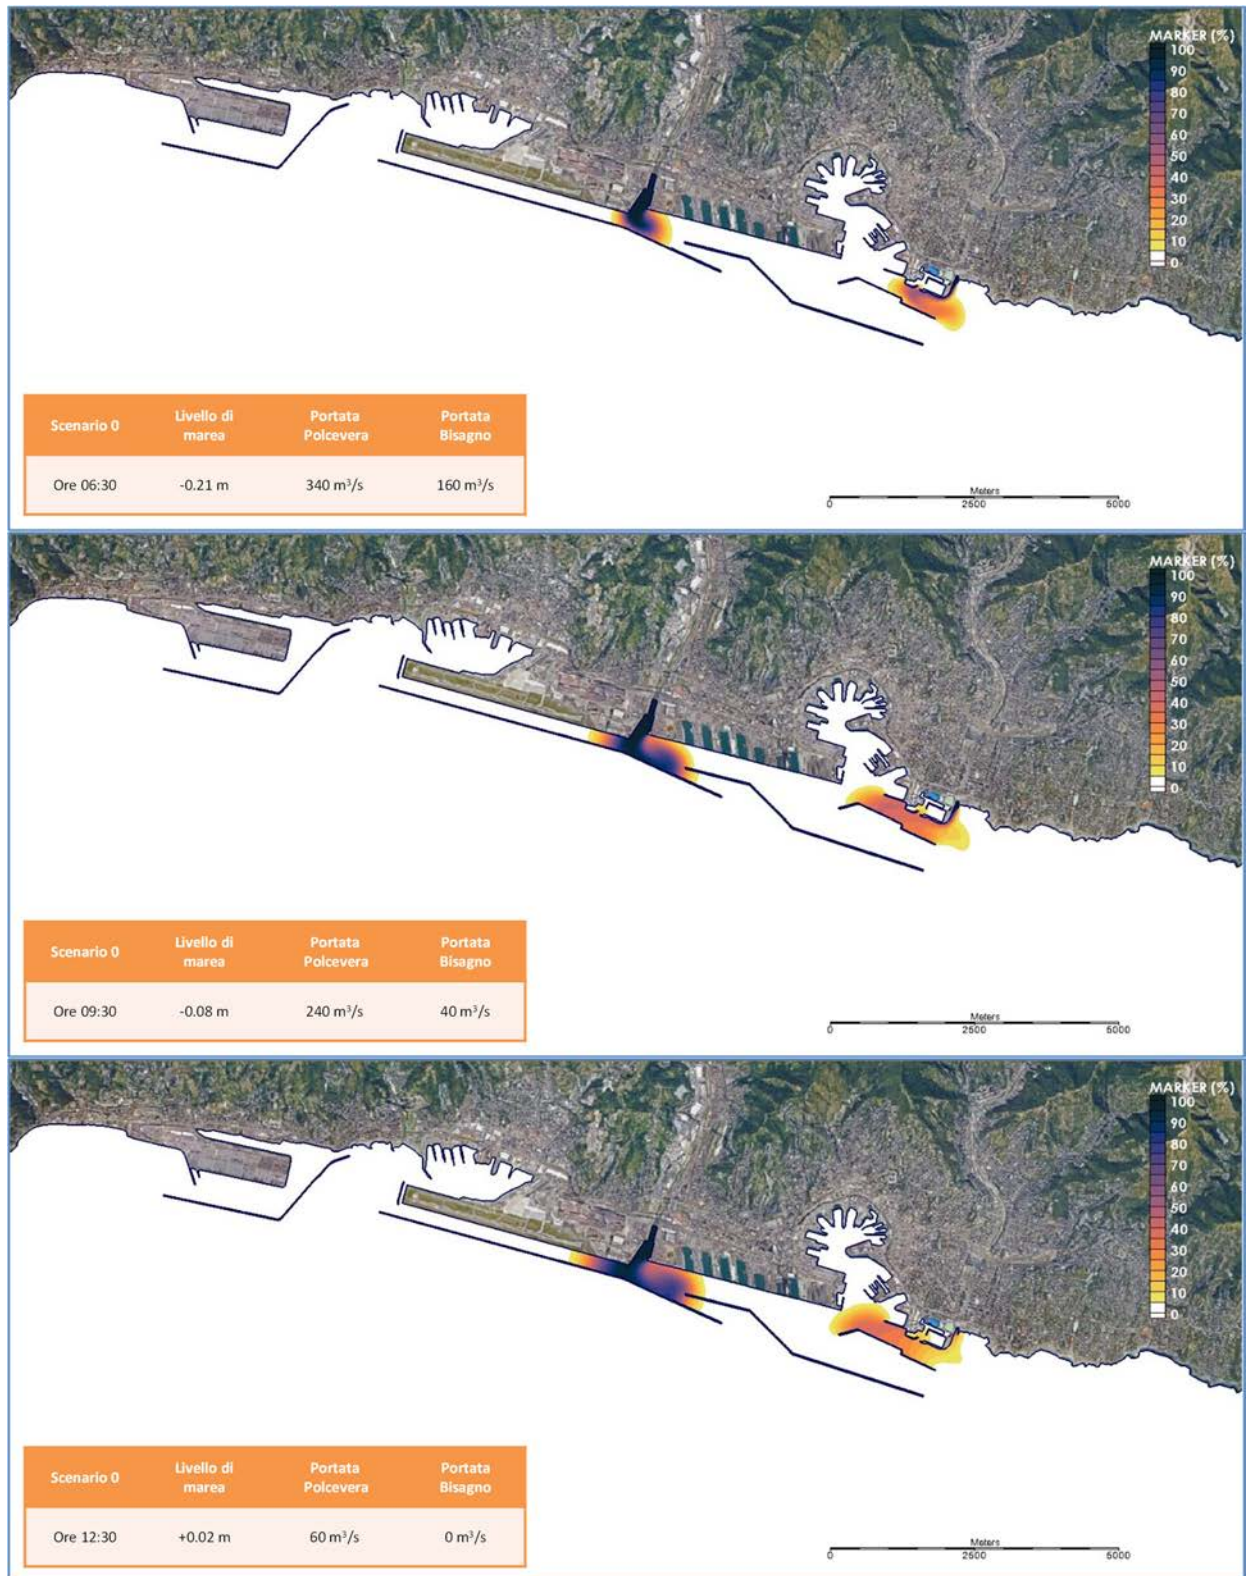 MARKER (%)
100
90
80
70
60
50
40
30
20
10
0
Scenario 0 Livello di marea Portata Polcevera Portata Bisagno
Ore 06:30 -0.21 m 340 m³/s 160 m³/s
Meters
0 2500 5000
MARKER (%)
100
90
80
70
60
50
40
30
20
10
0
Scenario 0 Livello di marea Portata Polcevera Portata Bisagno
Ore 09:30 -0.08 m 240 m³/s 40 m³/s
Meters
0 2500 5000
MARKER (%)
100
90
80
70
60
50
40
30
20
10
0
Scenario 0 Livello di marea Portata Polcevera Portata Bisagno
Ore 12:30 +0.02 m 60 m³/s 0 m³/s
Meters
0 2500 5000